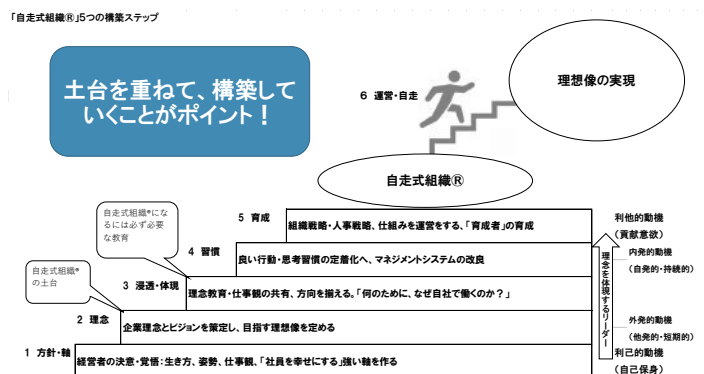 「自走式組織®」5つの構築ステップ
土台を重ねて、構築して
いくことがポイント！
6 運営・自走
理想像の実現
自走式組織®
自走式組織®にな
るには必ず必要
な教育
5 育成
組織戦略・人事戦略、仕組みを運営をする、「育成者」の育成
利他的動機
（貢献意欲）
4 習慣
良い行動・思考習慣の定着化へ、マネジメントシステムの改良
内発的動機
（自発的・持続的）
自走式組織®
の土台
3 浸透・体現
理念教育・仕事観の共有、方向を揃える。「何のために、なぜ自社で働くのか？」
理念を体現するリーダー
2 理念
企業理念とビジョンを策定し、目指す理想像を定める
外発的動機
（他発的・短期的）
1 方針・軸
経営者の決意・覚悟：生き方、姿勢、仕事観、「社員を幸せにする」強い軸を作る
利己的動機
（自己保身）